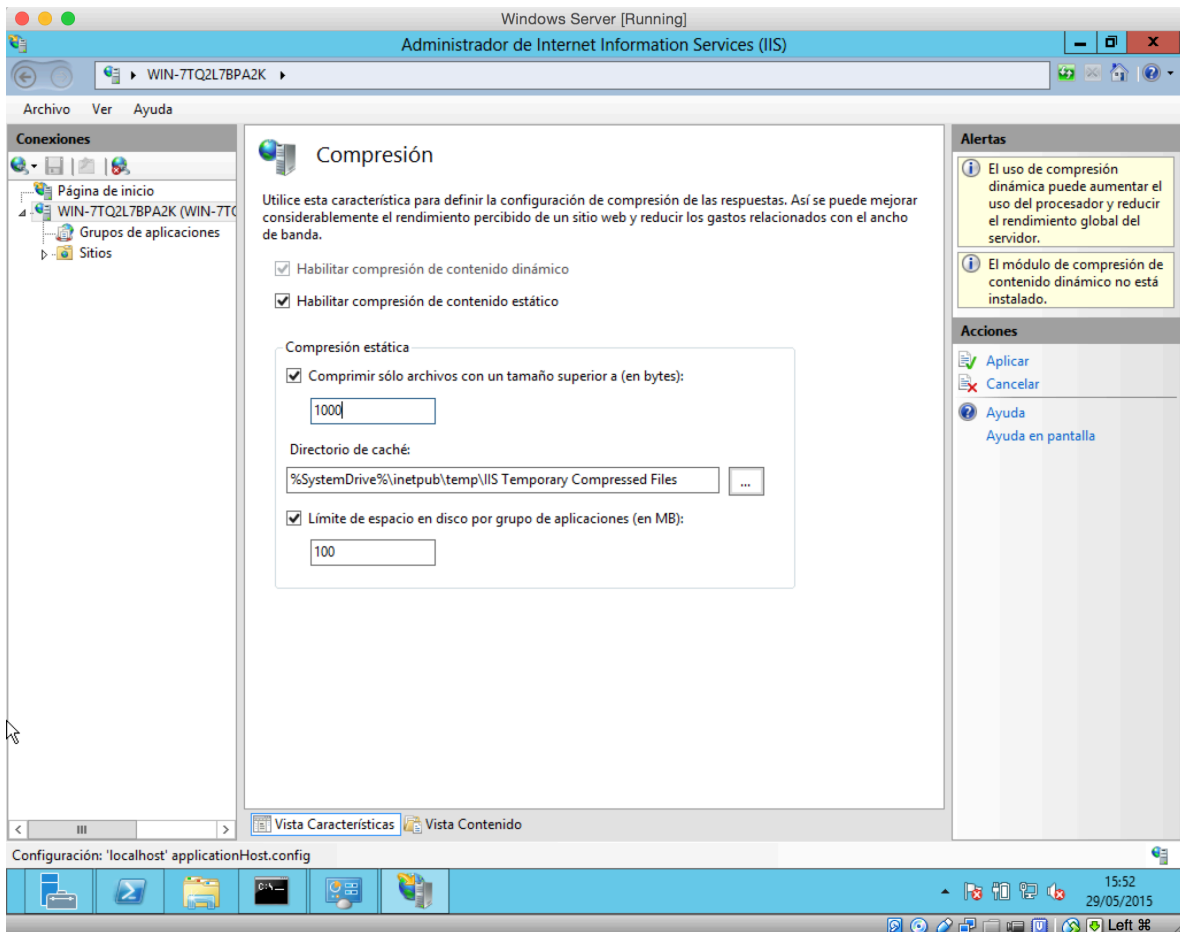 Windows Server [Running]
Administrador de Internet Information Services (IIS)
WIN-7TQ2L7BPA2K
Archivo Ver Ayuda
Conexiones
Página de inicio
WIN-7TQ2L7BPA2K (WIN-7TQ
Grupos de aplicaciones
Sitios
Compresión
Utilice esta característica para definir la configuración de compresión de las respuestas. Así se puede mejorar
considerablemente el rendimiento percibido de un sitio web y reducir los gastos relacionados con el ancho
de banda.
Habilitar compresión de contenido dinámico
Habilitar compresión de contenido estático
Compresión estática
Comprimir sólo archivos con un tamaño superior a (en bytes):
1000
Directorio de caché:
%SystemDrive%\inetpub\temp\IIS Temporary Compressed Files
...
Límite de espacio en disco por grupo de aplicaciones (en MB):
100
Vista Características Vista Contenido
Alertas
El uso de compresión
dinámica puede aumentar el
uso del procesador y reducir
el rendimiento global del
servidor.
El módulo de compresión de
contenido dinámico no está
instalado.
Acciones
Aplicar
Cancelar
Ayuda
Ayuda en pantalla
Configuración: 'localhost' applicationHost.config
15:52
29/05/2015
Left ⌘